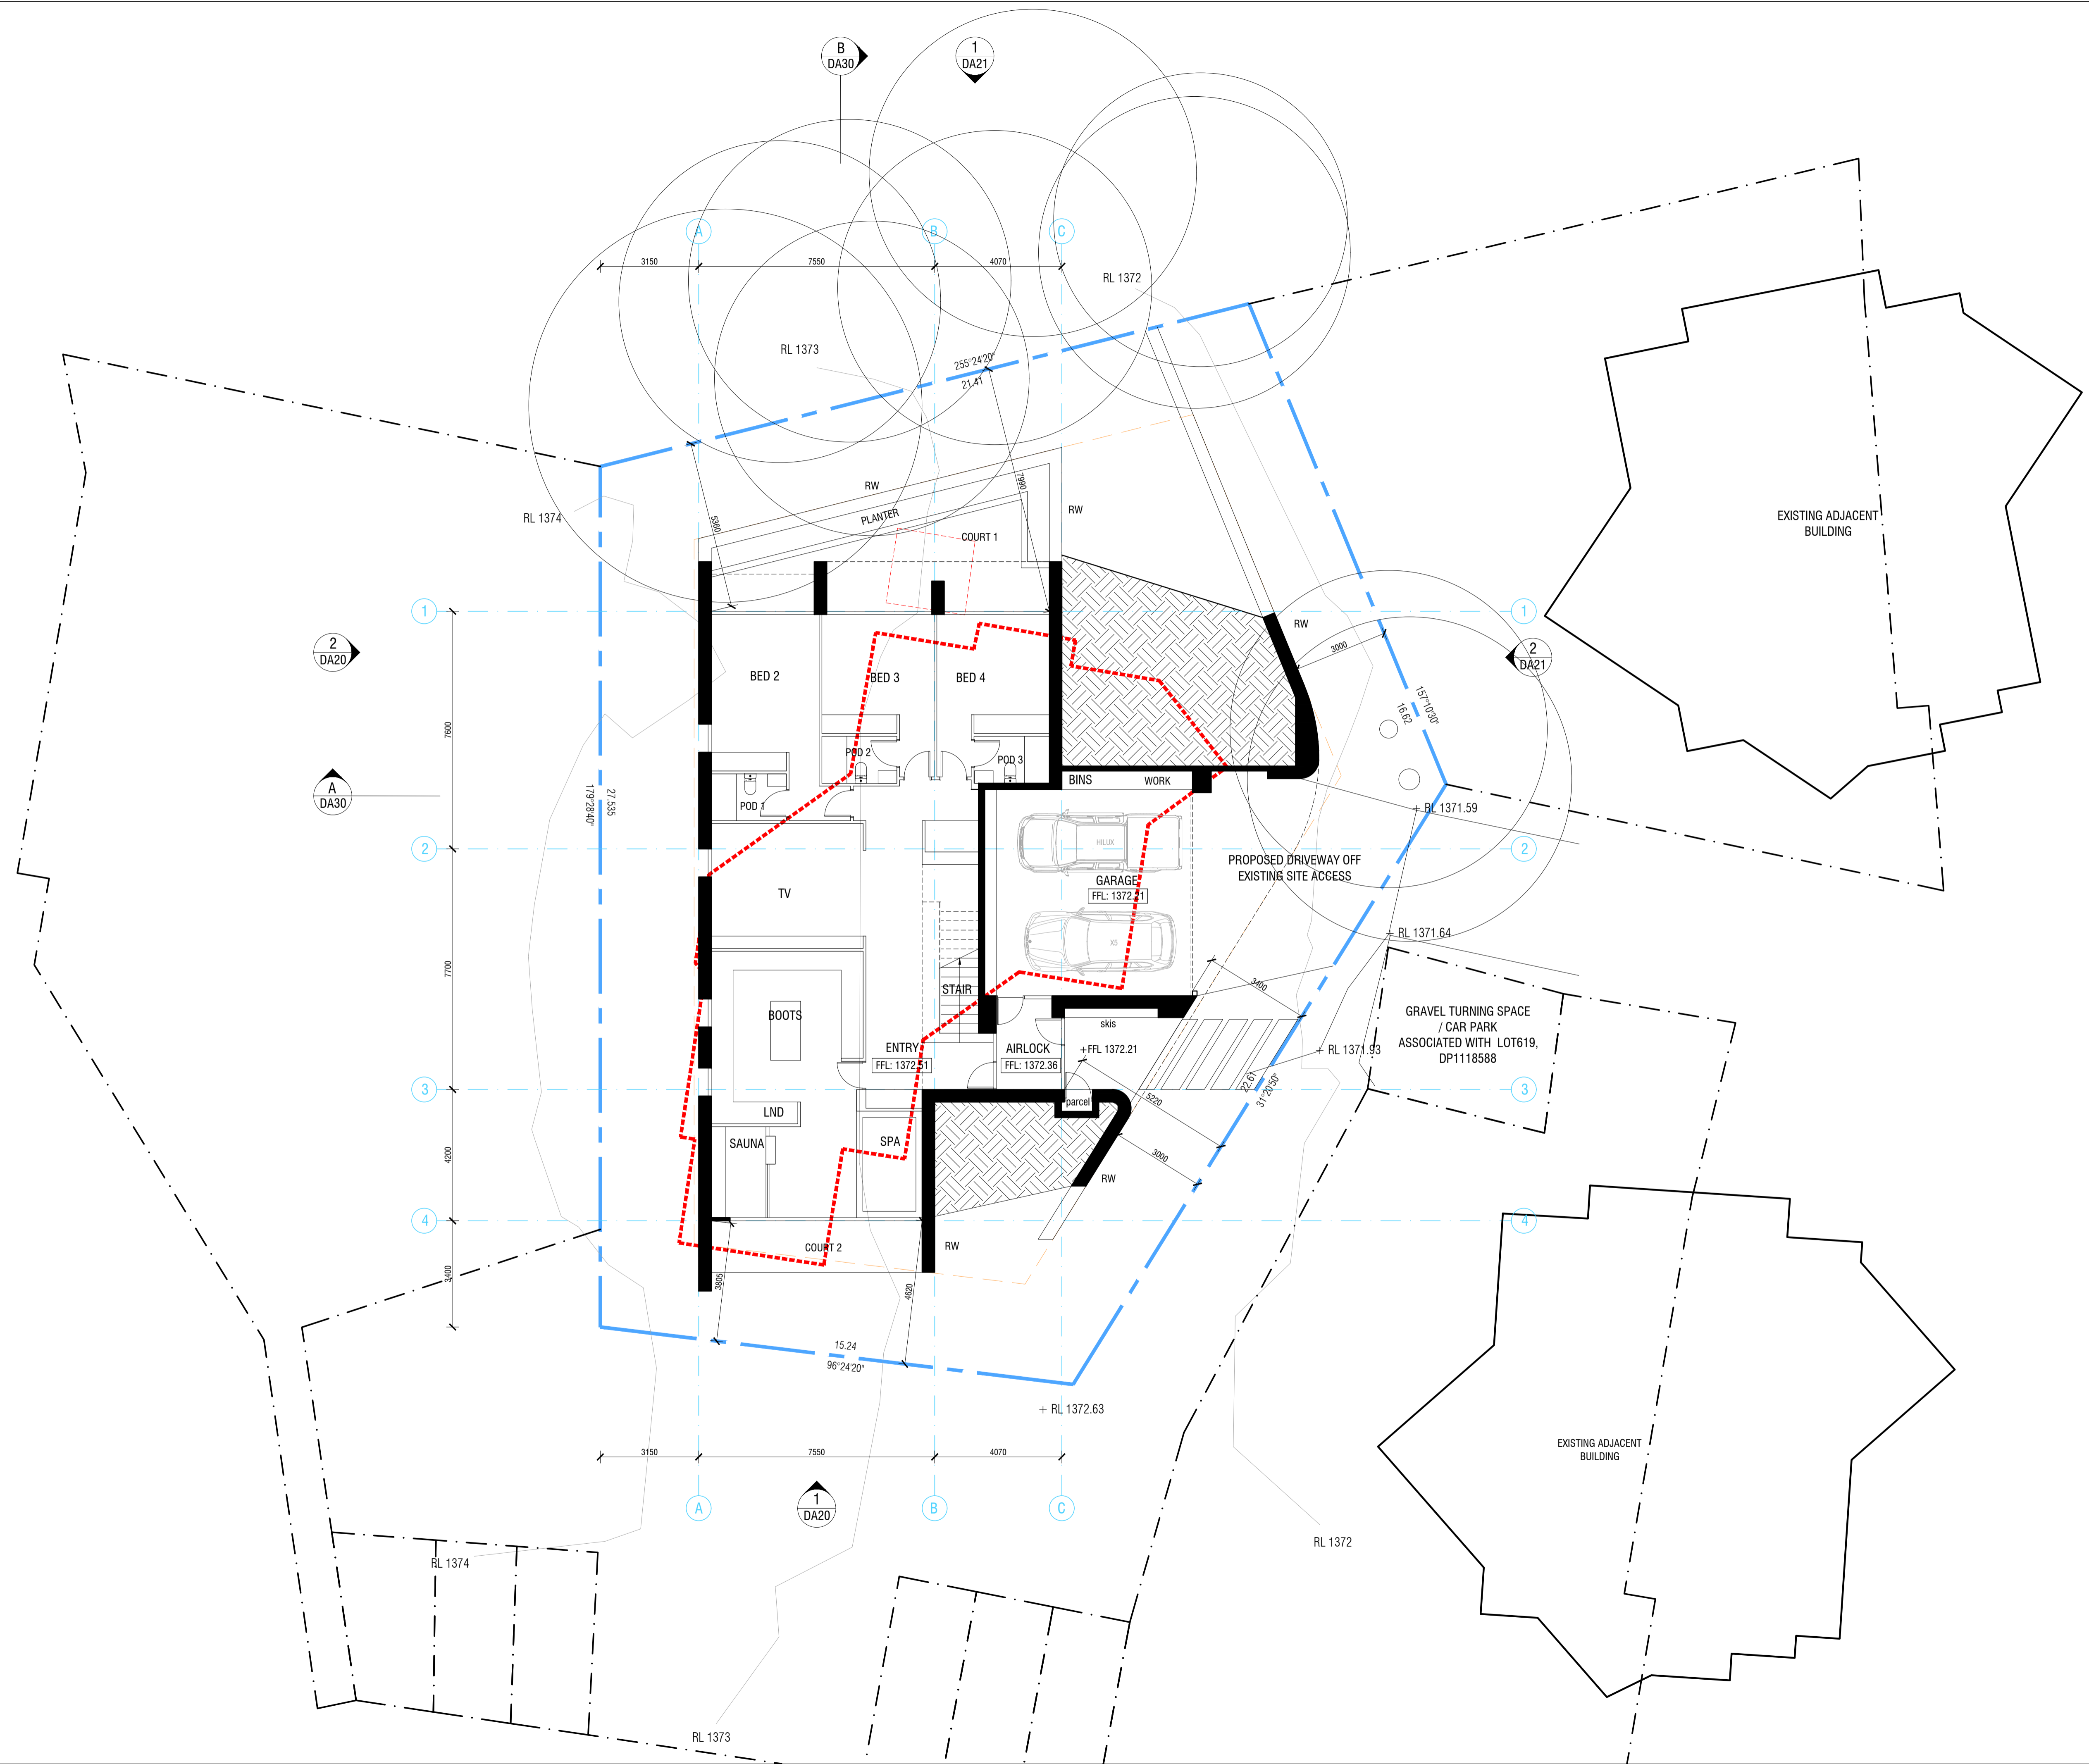 B
DA30
1
DA21
A
B
C
3150
7550
4070
RL 1372
RL 1373
255°24'20"
21.41
RL 1374
RW
PLANTER
7990
RW
5360
COURT 1
EXISTING ADJACENT
BUILDING
1
1
RW
2
DA20
3000
2
DA21
BED 2
BED 3
BED 4
157°10'30"
16.62
7600
POD 2
POD 3
BINS
WORK
A
DA30
27.535
179°28'40"
POD 1
RL 1371.59
HILUX
2
2
PROPOSED DRIVEWAY OFF
EXISTING SITE ACCESS
GARAGE
FFL: 1372.21
TV
RL 1371.64
X5
7700
STAIR
3400
BOOTS
skis
GRAVEL TURNING SPACE
/ CAR PARK
ASSOCIATED WITH LOT619,
DP1118588
ENTRY
FFL: 1372.51
AIRLOCK
FFL: 1372.36
+FFL 1372.21
RL 1371.93
22.61
31°20'50"
3
3
parcel
5220
LND
SAUNA
SPA
4200
3000
RW
4
4
COURT 2
RW
3400
3805
4620
15.24
96°24'20"
+ RL 1372.63
EXISTING ADJACENT
BUILDING
3150
7550
4070
A
B
C
1
DA20
RL 1372
RL 1374
RL 1373